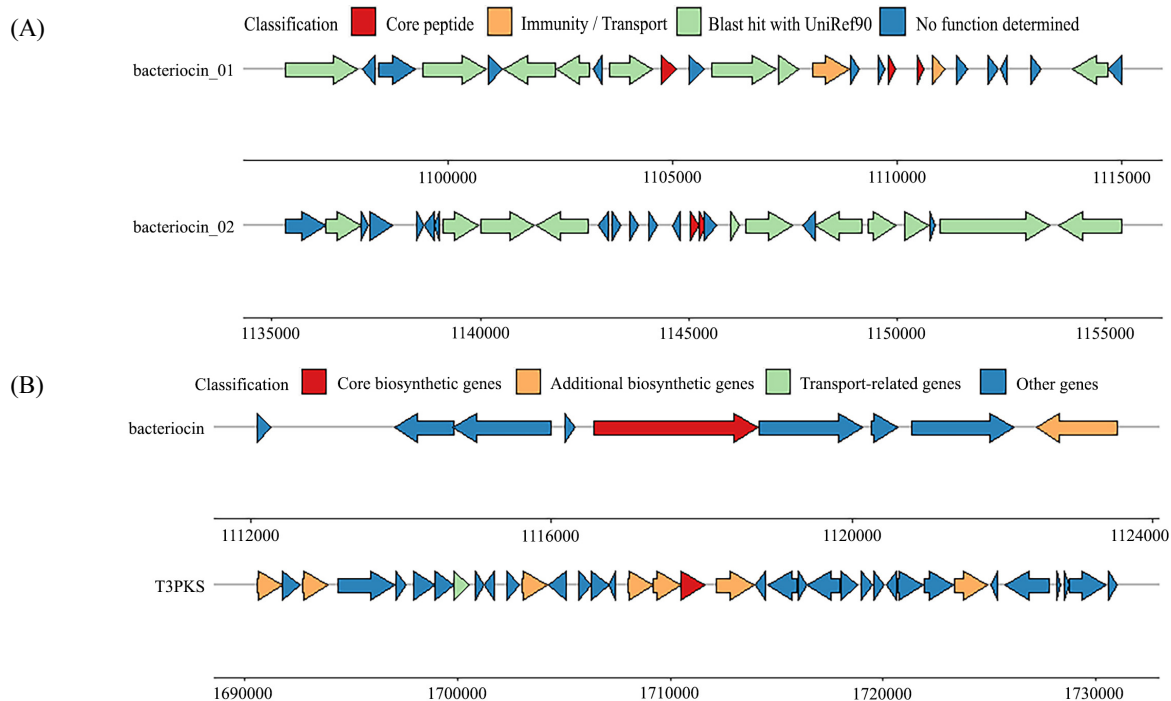 (A)
Classification Core peptide Immunity / Transport Blast hit with UniRef90 No function determined
bacteriocin_01
1100000 1105000 1110000 1115000
bacteriocin_02
1135000 1140000 1145000 1150000 1155000
(B)
Classification Core biosynthetic genes Additional biosynthetic genes Transport-related genes Other genes
bacteriocin
1112000 1116000 1120000 1124000
T3PKS
1690000 1700000 1710000 1720000 1730000